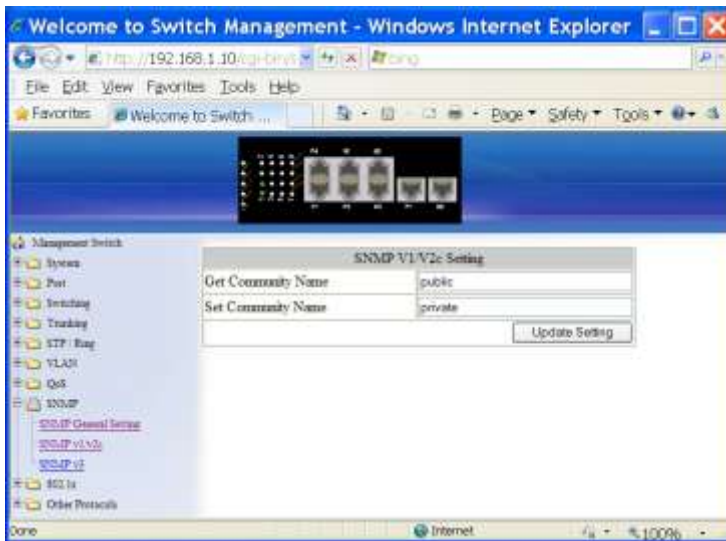 Welcome to Switch Management - Windows Internet Explorer
http://192.168.1.10/cgi-bin/
bing
File Edit View Favorites Tools Help
Favorites Welcome to Switch ... Page Safety Tools
Management Switch
System
Port
Switching
Trunking
STP / Ring
VLAN
QoS
SNMP
SNMP General Setting
SNMP v1/v2c
SNMP v3
802.1x
Other Protocols
SNMP V1/V2c Setting
Get Community Name public
Set Community Name private
Update Setting
Done Internet 100%